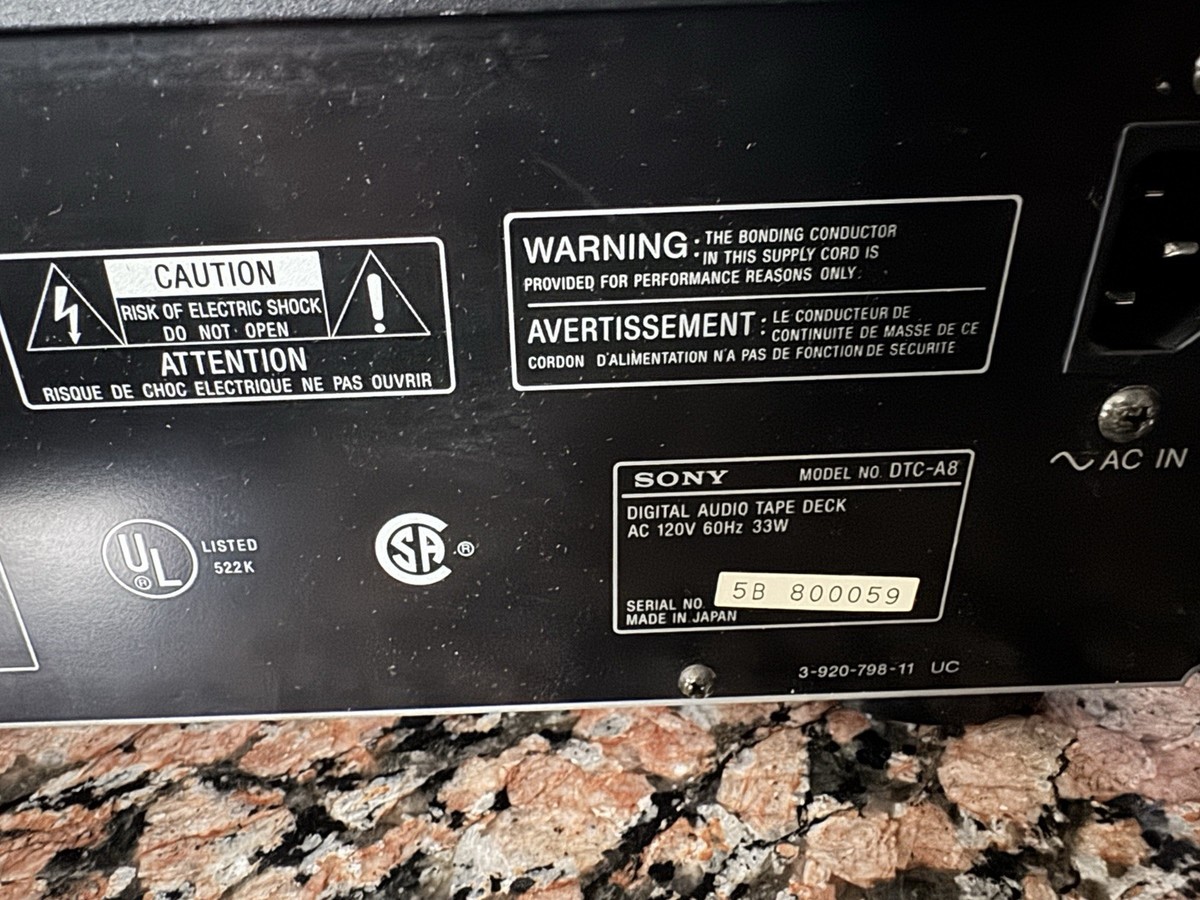 CAUTION
RISK OF ELECTRIC SHOCK
DO NOT OPEN
ATTENTION
RISQUE DE CHOC ELECTRIQUE NE PAS OUVRIR
WARNING: THE BONDING CONDUCTOR
IN THIS SUPPLY CORD IS
PROVIDED FOR PERFORMANCE REASONS ONLY.
AVERTISSEMENT: LE CONDUCTEUR DE
CONTINUITE DE MASSE DE CE
CORDON D'ALIMENTATION N'A PAS DE FONCTION DE SECURITE
~ AC IN
UL ® LISTED
522K
SA ®
SONY MODEL NO. DTC-A8
DIGITAL AUDIO TAPE DECK
AC 120V 60Hz 33W
SERIAL NO. 5B 800059
MADE IN JAPAN
3-920-798-11 UC